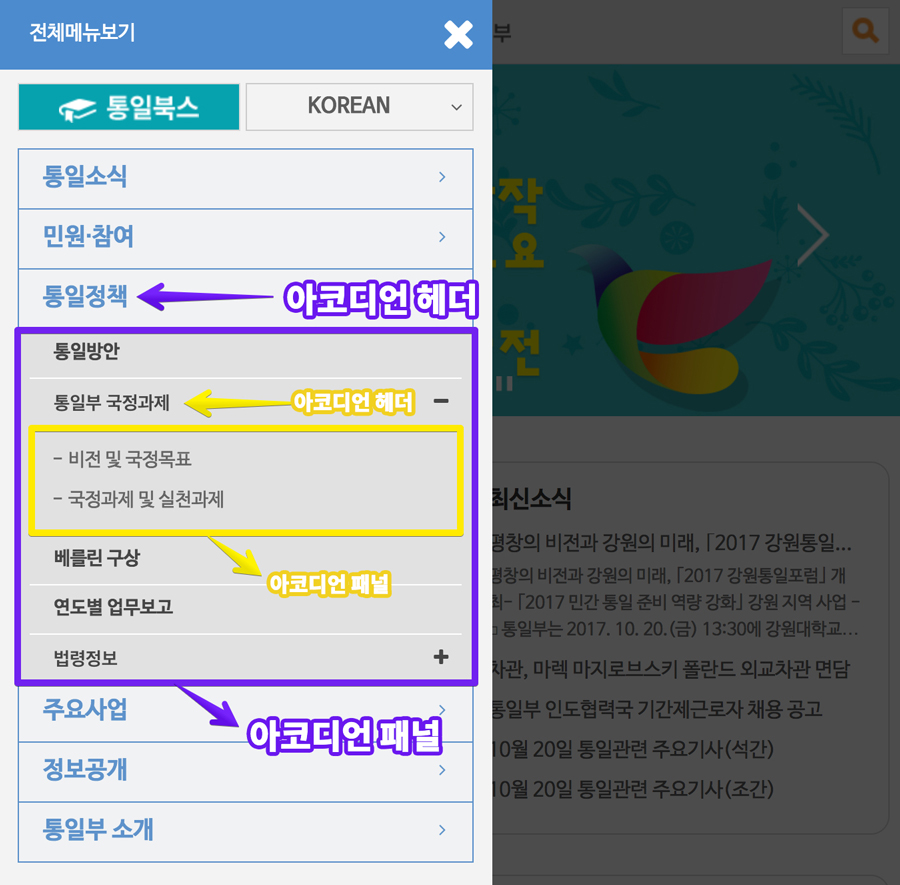 전체메뉴보기
통일북스
KOREAN
통일소식
민원·참여
통일정책
아코디언 헤더
통일방안
통일부 국정과제
아코디언 헤더
- 비전 및 국정목표
- 국정과제 및 실천과제
베를린 구상
아코디언 패널
연도별 업무보고
법령정보
주요사업
아코디언 패널
정보공개
통일부 소개
부
작
요
전
최신소식
평창의 비전과 강원의 미래, 「2017 강원통일...
평창의 비전과 강원의 미래, 「2017 강원통일포럼」 개
최- 「2017 민간 통일 준비 역량 강화」 강원 지역 사업 -
□ 통일부는 2017. 10. 20.(금) 13:30에 강원대학교...
차관, 마렉 마지로브스키 폴란드 외교차관 면담
통일부 인도협력국 기간제근로자 채용 공고
10월 20일 통일관련 주요기사(석간)
10월 20일 통일관련 주요기사(조간)